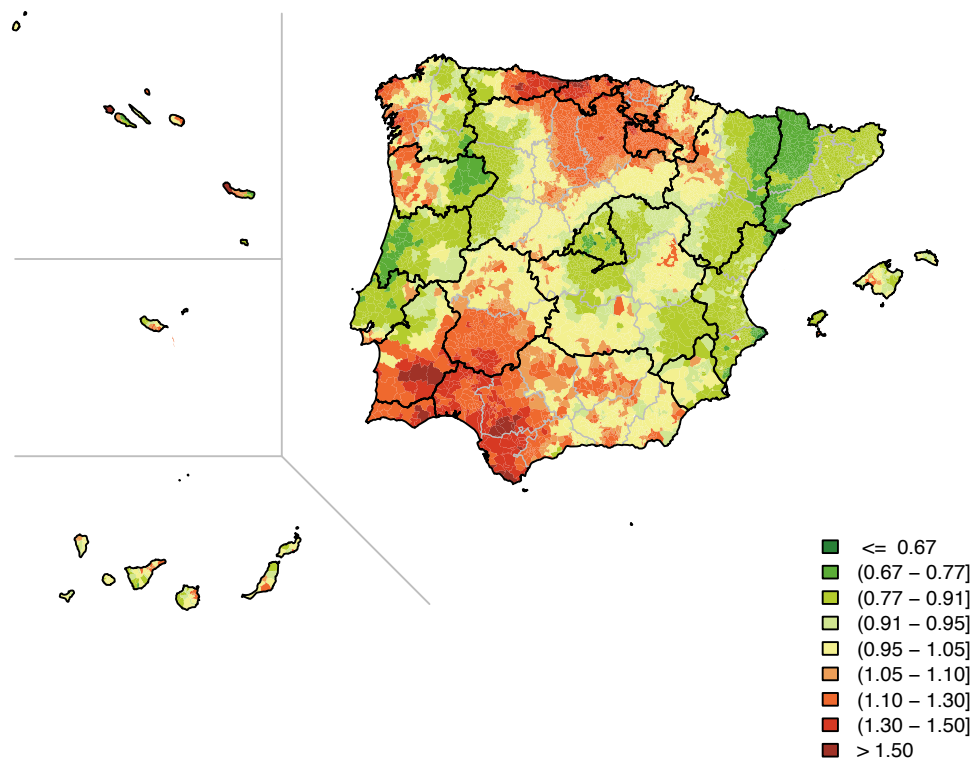 <= 0.67
(0.67 – 0.77]
(0.77 – 0.91]
(0.91 – 0.95]
(0.95 – 1.05]
(1.05 – 1.10]
(1.10 – 1.30]
(1.30 – 1.50]
> 1.50